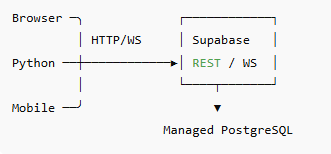 Browser
HTTP/WS Supabase
Python REST / WS
Mobile
Managed PostgreSQL